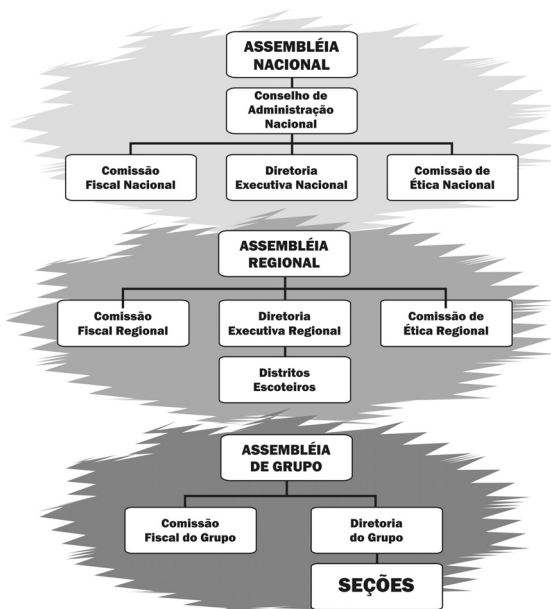 ASSEMBLÉIA
NACIONAL
Conselho de
Administração
Nacional
Comissão
Fiscal Nacional
Diretoria
Executiva Nacional
Comissão de
Ética Nacional
ASSEMBLÉIA
REGIONAL
Comissão
Fiscal Regional
Diretoria
Executiva Regional
Comissão de
Ética Regional
Distritos
Escoteiros
ASSEMBLÉIA
DE GRUPO
Comissão
Fiscal do Grupo
Diretoria
do Grupo
SEÇÕES